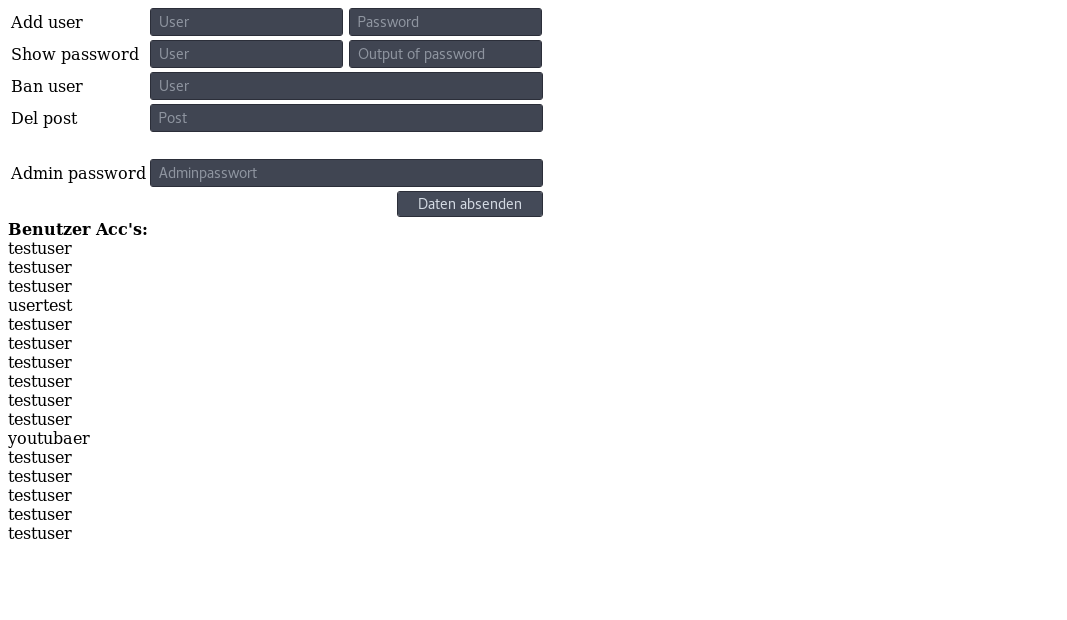 Add user User Password
Show password User Output of password
Ban user User
Del post Post
Admin password Adminpasswort
Daten absenden
Benutzer Acc's:
testuser
testuser
testuser
usertest
testuser
testuser
testuser
testuser
testuser
testuser
youtubaer
testuser
testuser
testuser
testuser
testuser